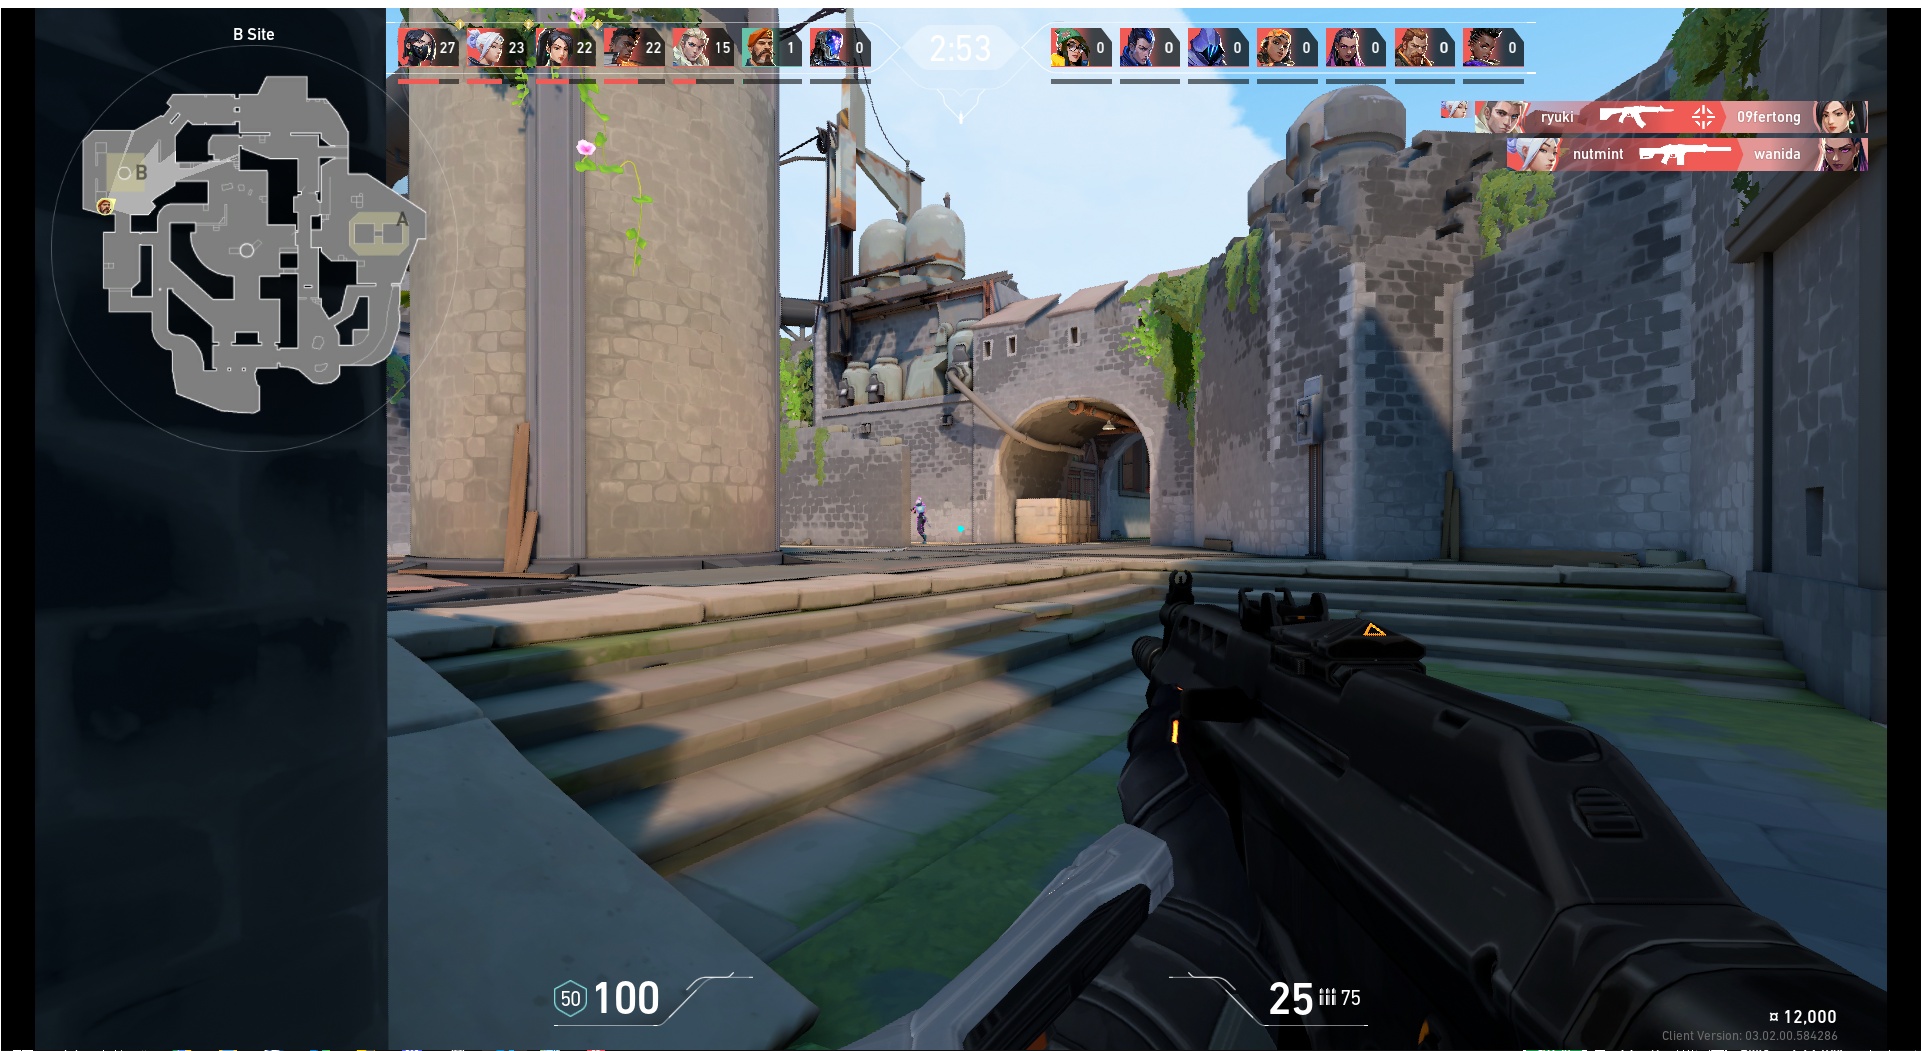 B Site
27 23 22 22 15 1 0 2:53 0 0 0 0 0 0 0
ryuki 09fertong
nutmint wanida
B
A
50 100 25 75
¤ 12,000
Client Version: 03.02.00.584286